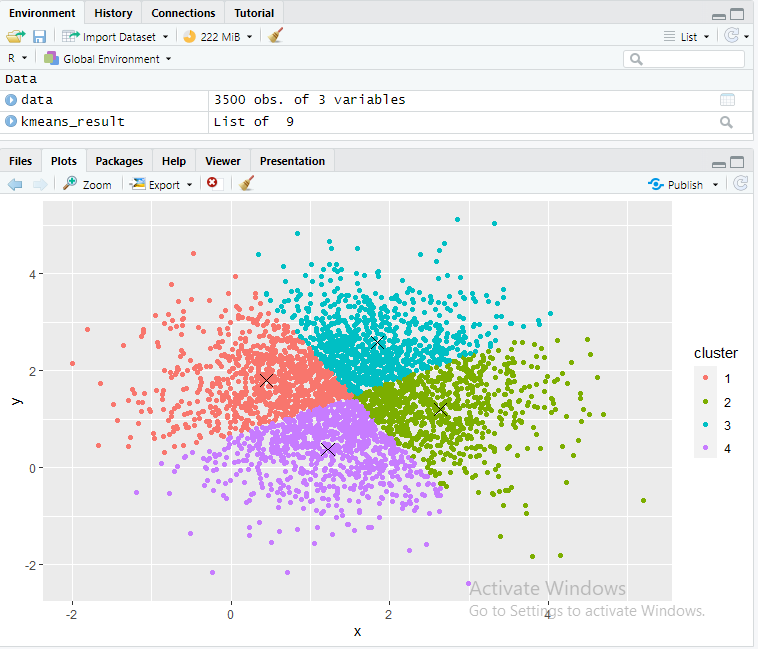 Environment History Connections Tutorial
Import Dataset 222 MiB List
R Global Environment
Data
data 3500 obs. of 3 variables
kmeans_result List of 9
Files Plots Packages Help Viewer Presentation
Zoom Export Publish
4
2
0
-2
y
-2 0 2 4
x
cluster
1
2
3
4
Activate Windows
Go to Settings to activate Windows.